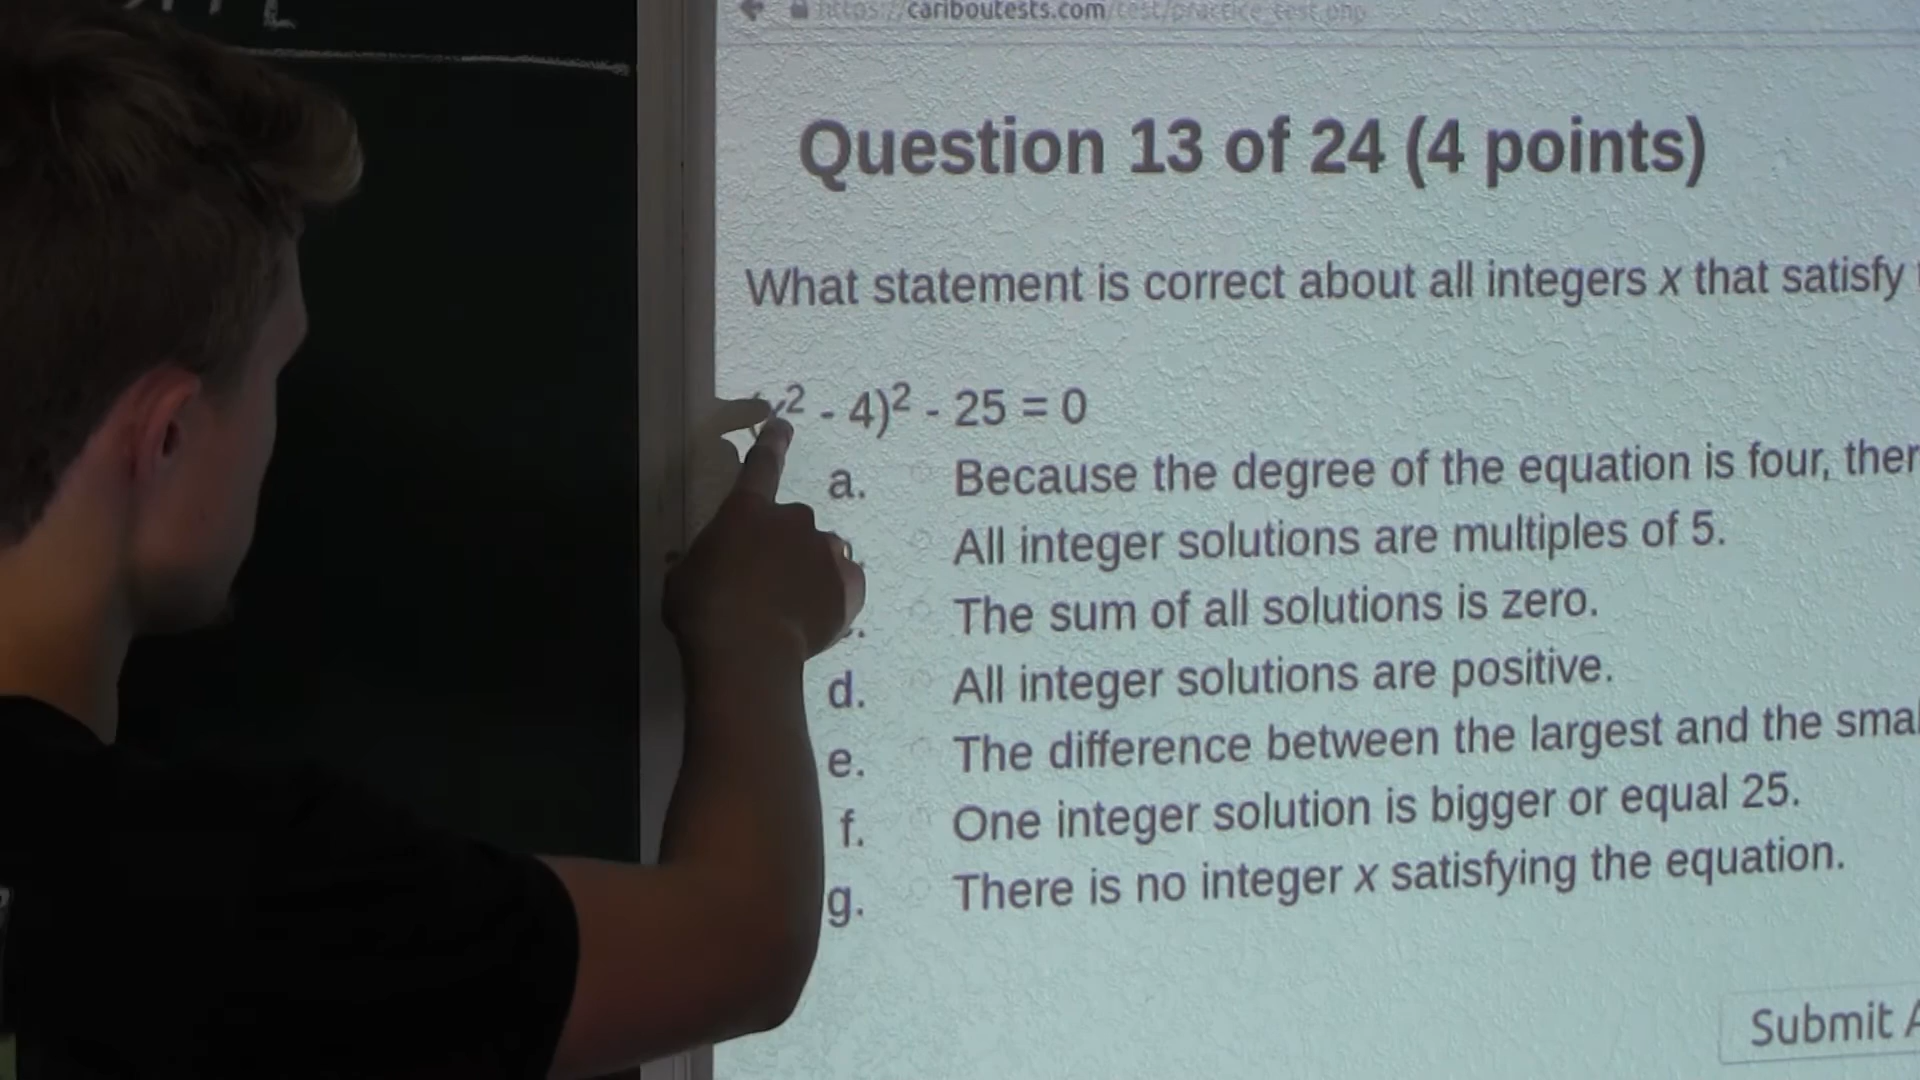 https://cariboutests.com/test/practice_test.php
Question 13 of 24 (4 points)
What statement is correct about all integers x that satisfy
(x² - 4)² - 25 = 0
a. Because the degree of the equation is four,
All integer solutions are multiples of 5.
The sum of all solutions is zero.
d. All integer solutions are positive.
e. The difference between the largest and the
f. One integer solution is bigger or equal 25.
g. There is no integer x satisfying the equation.
Submit